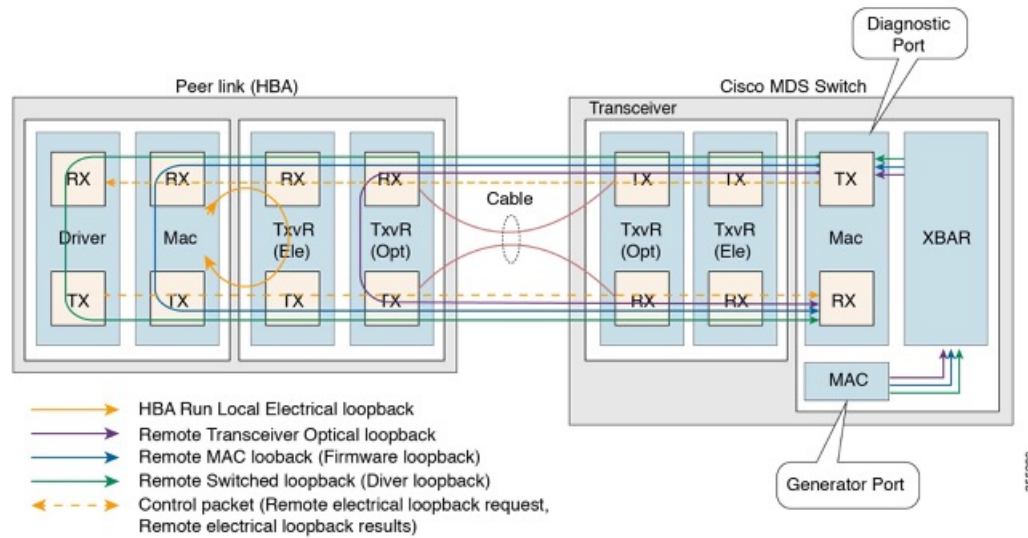 Diagnostic
Port
Peer link (HBA)
Cisco MDS Switch
Transceiver
RX
RX
RX
RX
TX
TX
TX
Cable
Driver
Mac
TxvR
(Ele)
TxvR
(Opt)
TxvR
(Opt)
TxvR
(Ele)
Mac
XBAR
TX
TX
TX
TX
RX
RX
RX
MAC
HBA Run Local Electrical loopback
Remote Transceiver Optical loopback
Remote MAC looback (Firmware loopback)
Remote Switched loopback (Diver loopback)
Control packet (Remote electrical loopback request,
Remote electrical loopback results)
Generator Port